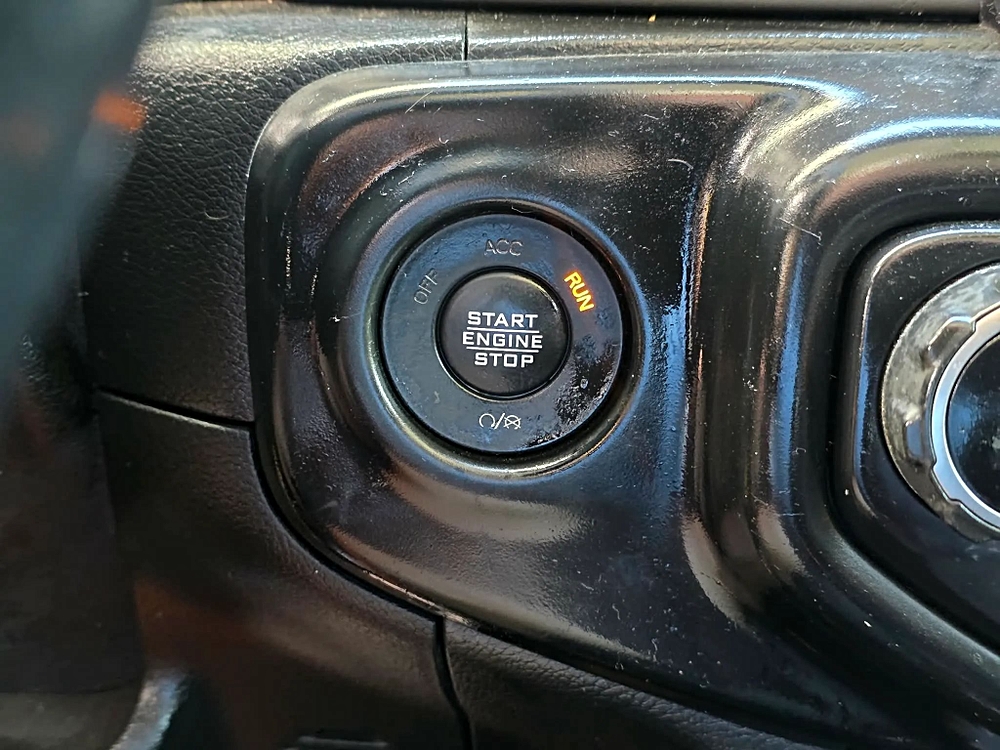 ACC
OFF
RUN
START
ENGINE
STOP